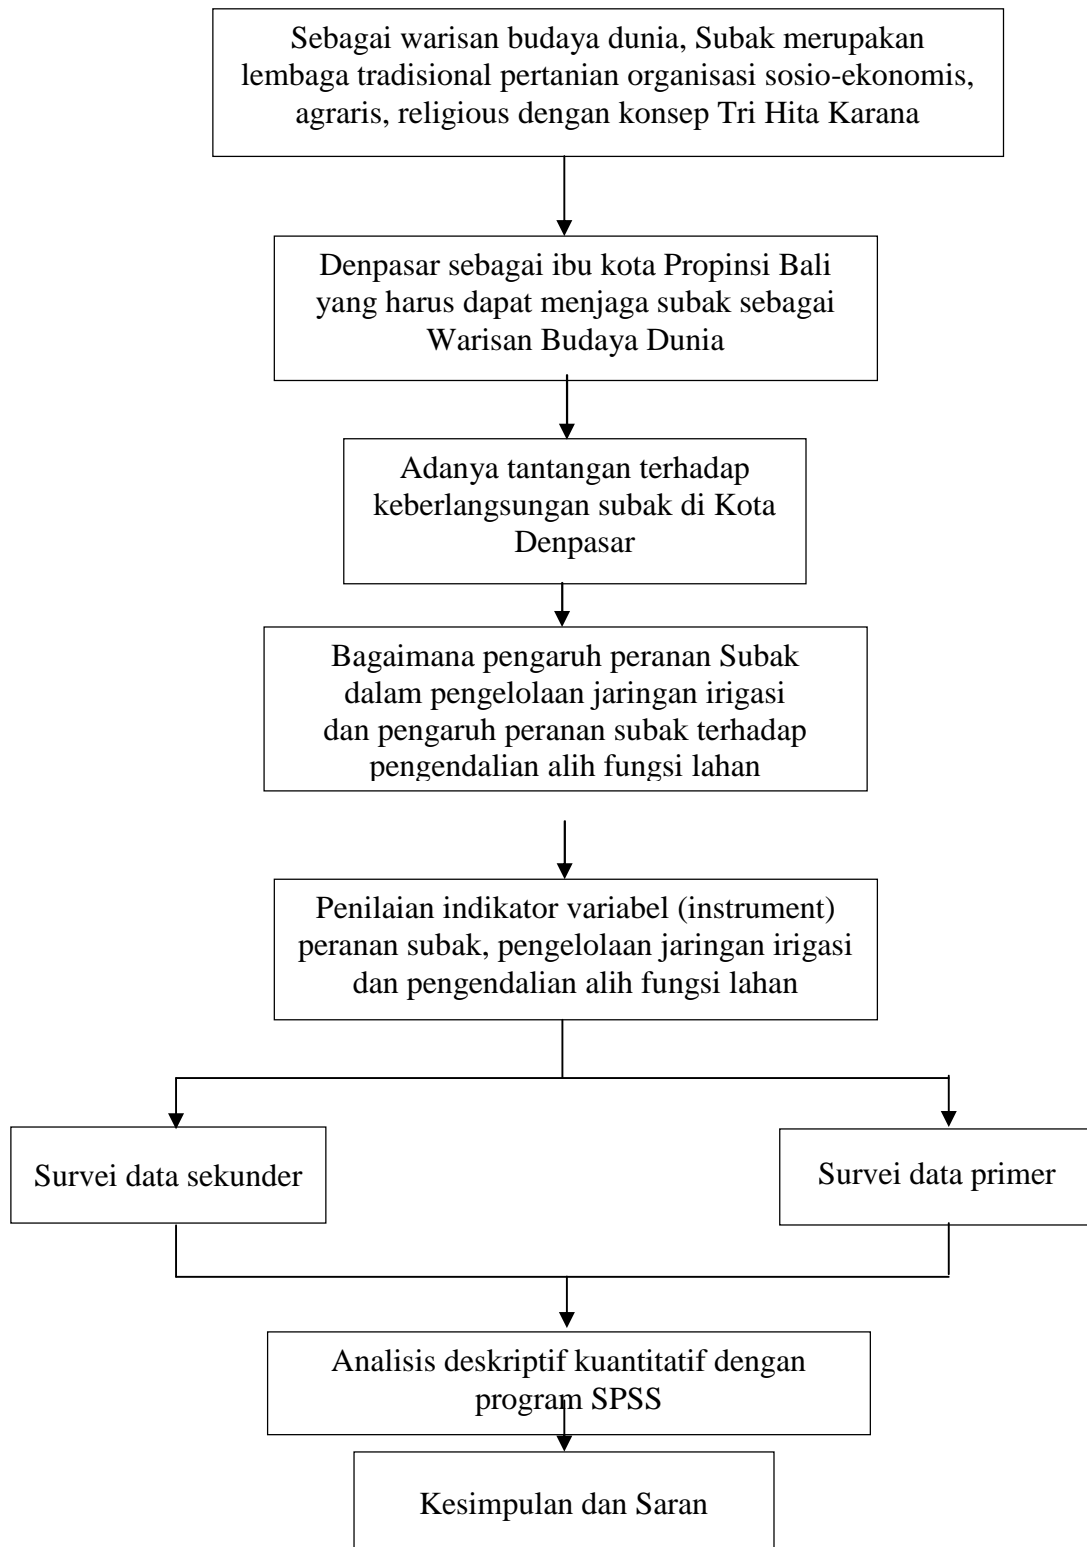 Sebagai warisan budaya dunia, Subak merupakan
lembaga tradisional pertanian organisasi sosio-ekonomis,
agraris, religious dengan konsep Tri Hita Karana
Denpasar sebagai ibu kota Propinsi Bali
yang harus dapat menjaga subak sebagai
Warisan Budaya Dunia
Adanya tantangan terhadap
keberlangsungan subak di Kota
Denpasar
Bagaimana pengaruh peranan Subak
dalam pengelolaan jaringan irigasi
dan pengaruh peranan subak terhadap
pengendalian alih fungsi lahan
Penilaian indikator variabel (instrument)
peranan subak, pengelolaan jaringan irigasi
dan pengendalian alih fungsi lahan
Survei data sekunder
Survei data primer
Analisis deskriptif kuantitatif dengan
program SPSS
Kesimpulan dan Saran